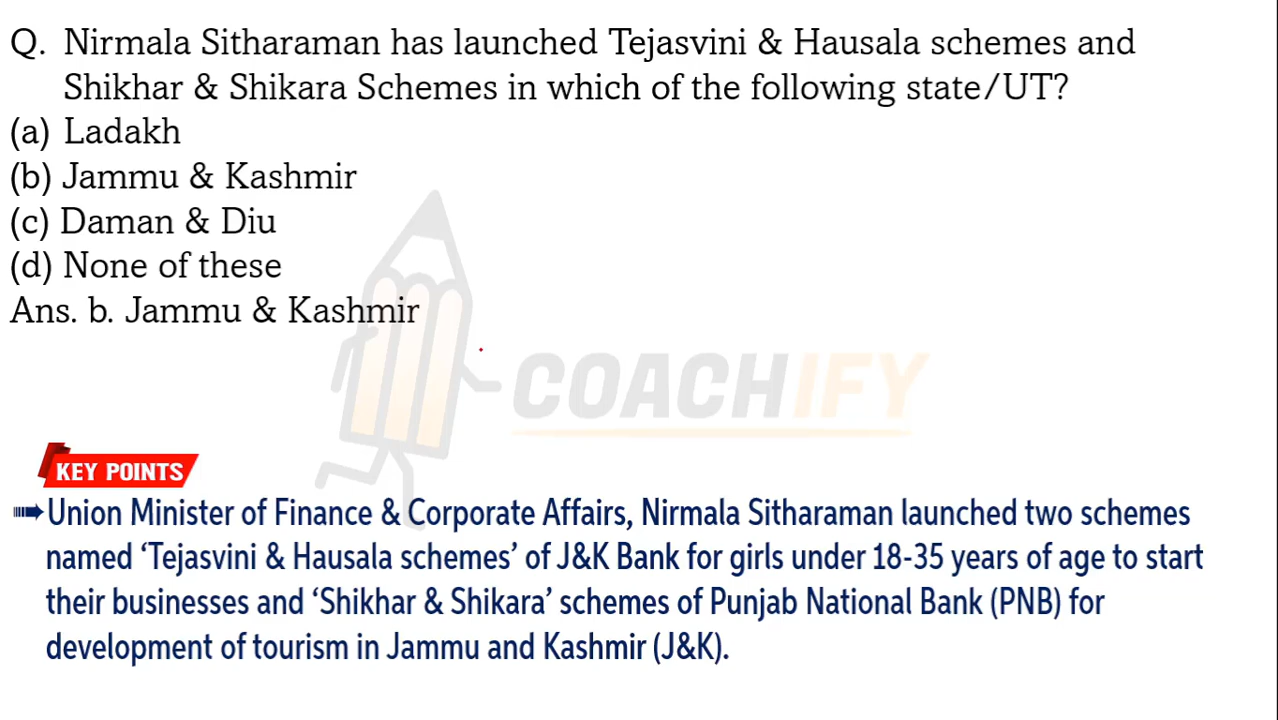 Q. Nirmala Sitharaman has launched Tejasvini & Hausala schemes and
Shikhar & Shikara Schemes in which of the following state/UT?
(a) Ladakh
(b) Jammu & Kashmir
(c) Daman & Diu
(d) None of these
Ans. b. Jammu & Kashmir
COACHIFY
KEY POINTS
Union Minister of Finance & Corporate Affairs, Nirmala Sitharaman launched two schemes
named ‘Tejasvini & Hausala schemes’ of J&K Bank for girls under 18-35 years of age to start
their businesses and ‘Shikhar & Shikara’ schemes of Punjab National Bank (PNB) for
development of tourism in Jammu and Kashmir (J&K).